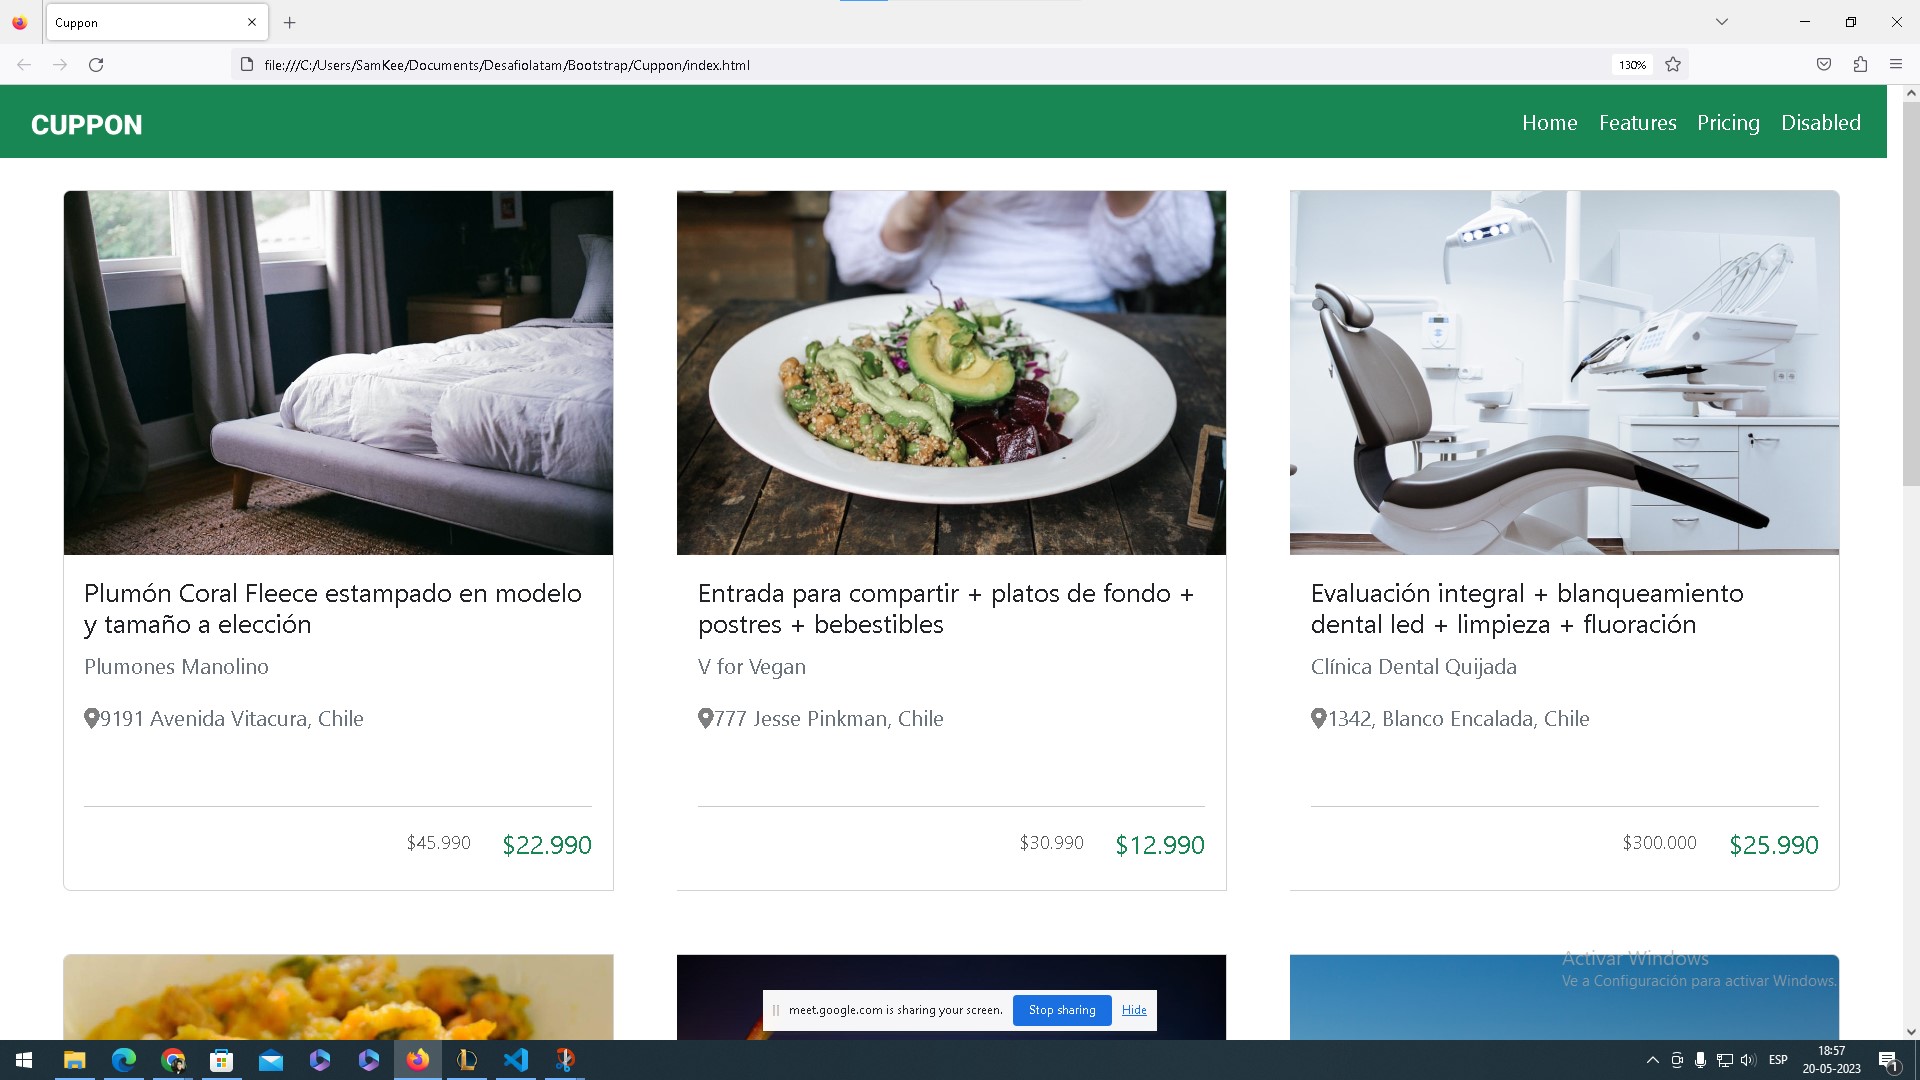 Cuppon
file:///C:/Users/SamKee/Documents/Desafiolatam/Bootstrap/Cuppon/index.html
130%
CUPPON
Home Features Pricing Disabled
Plumón Coral Fleece estampado en modelo
y tamaño a elección
Plumones Manolino
9191 Avenida Vitacura, Chile
$45.990 $22.990
Entrada para compartir + platos de fondo +
postres + bebestibles
V for Vegan
777 Jesse Pinkman, Chile
$30.990 $12.990
Evaluación integral + blanqueamiento
dental led + limpieza + fluoración
Clínica Dental Quijada
1342, Blanco Encalada, Chile
$300.000 $25.990
Activar Windows
Ve a Configuración para activar Windows.
meet.google.com is sharing your screen. Stop sharing Hide
ESP
18:57
20-05-2023
1